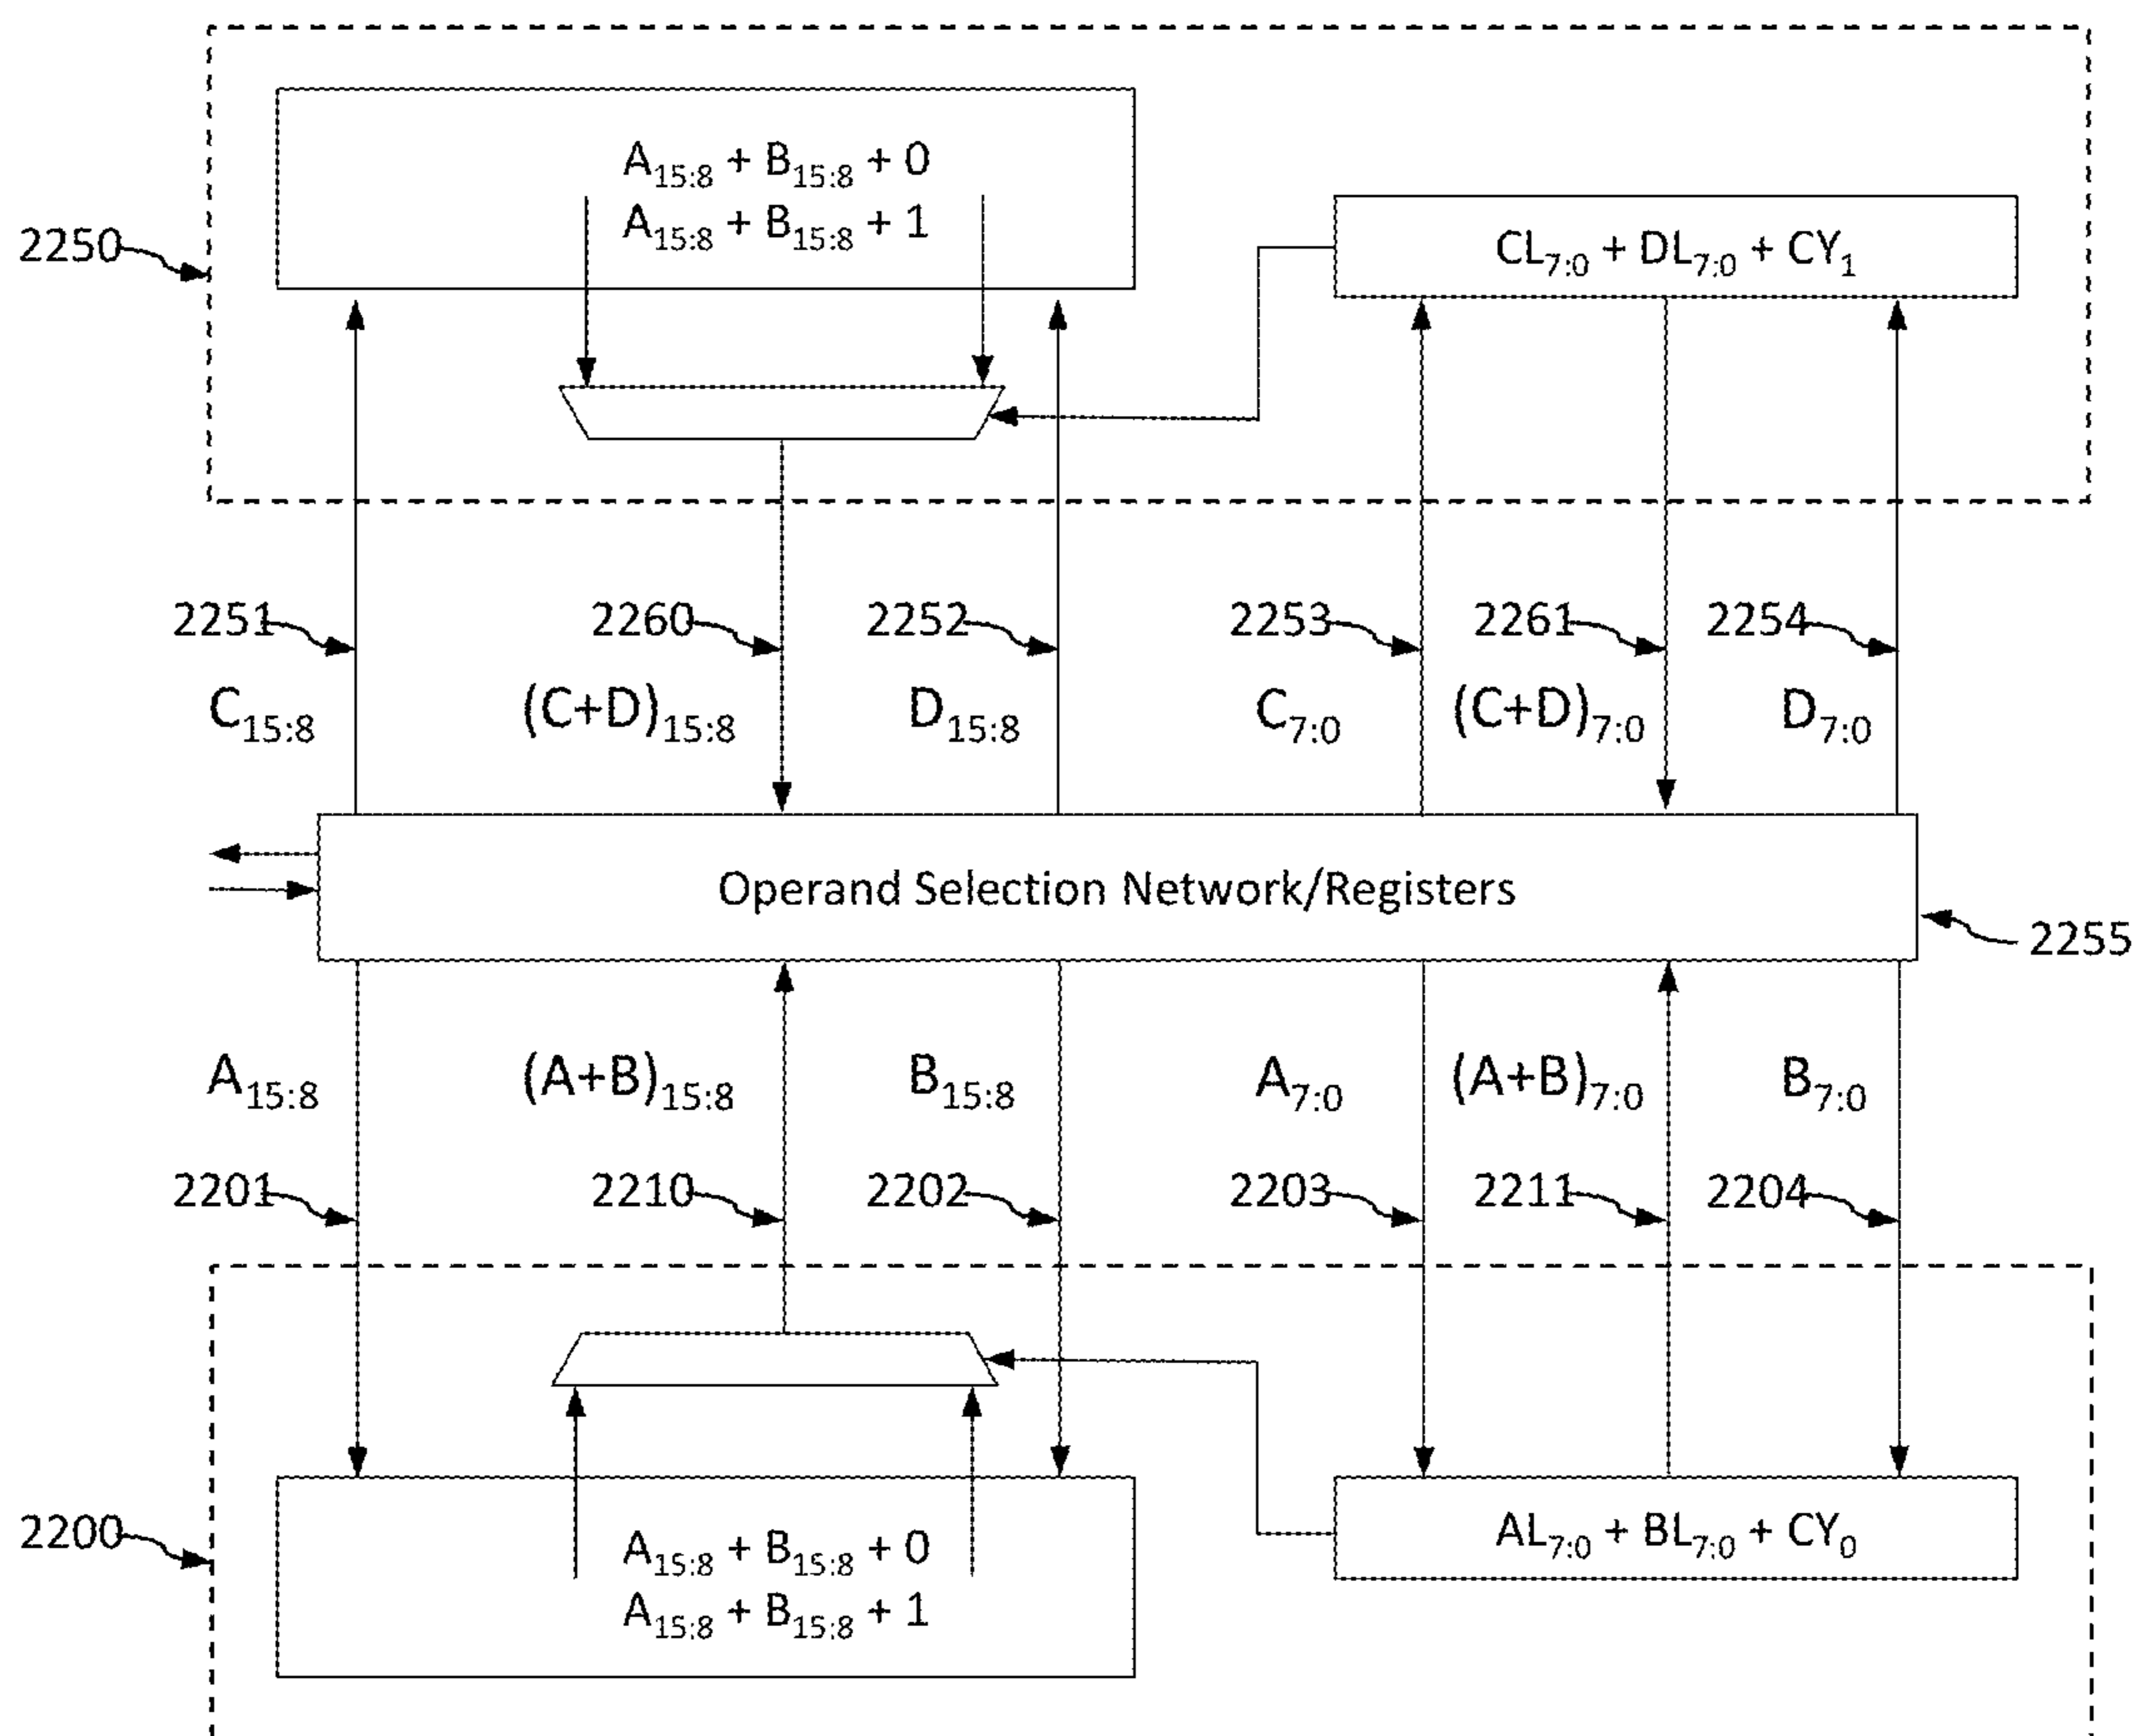 A15:8 + B15:8 + 0
A15:8 + B15:8 + 1
2250
CL7:0 + DL7:0 + CY1
2251 2260 2252 2253 2261 2254
C15:8 (C+D)15:8 D15:8 C7:0 (C+D)7:0 D7:0
Operand Selection Network/Registers
2255
A15:8 (A+B)15:8 B15:8 A7:0 (A+B)7:0 B7:0
2201 2210 2202 2203 2211 2204
2200
A15:8 + B15:8 + 0
A15:8 + B15:8 + 1
AL7:0 + BL7:0 + CY0